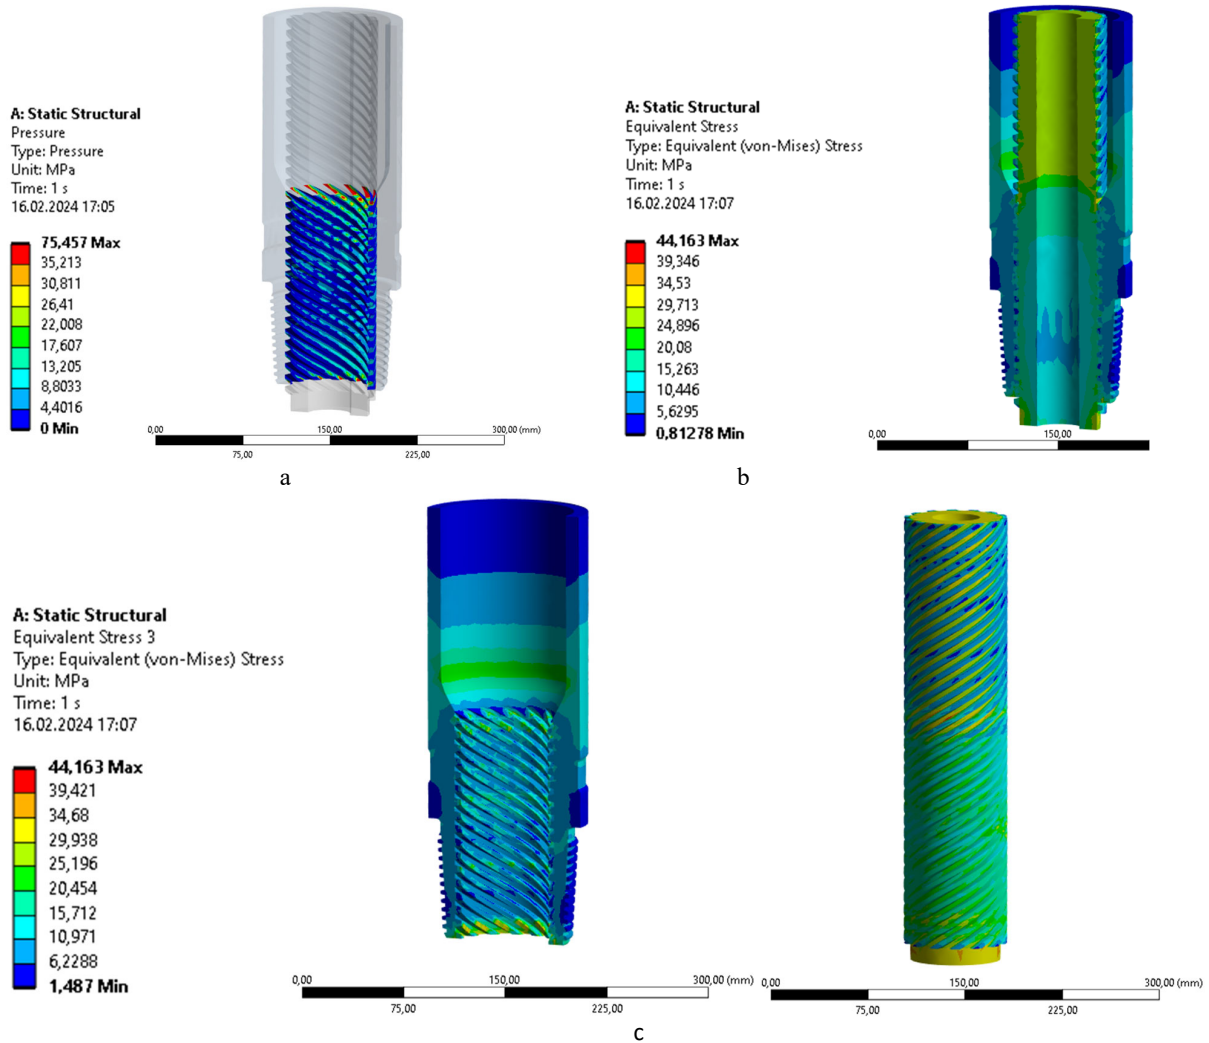 A: Static Structural
Pressure
Type: Pressure
Unit: MPa
Time: 1 s
16.02.2024 17:05
75,457 Max
35,213
30,811
26,41
22,008
17,607
13,205
8,8033
4,4016
0 Min
0,00 150,00 300,00 (mm)
75,00 225,00
a
A: Static Structural
Equivalent Stress
Type: Equivalent (von-Mises) Stress
Unit: MPa
Time: 1 s
16.02.2024 17:07
44,163 Max
39,346
34,53
29,713
24,896
20,08
15,263
10,446
5,6295
0,81278 Min
0,00 150,00
b
A: Static Structural
Equivalent Stress 3
Type: Equivalent (von-Mises) Stress
Unit: MPa
Time: 1 s
16.02.2024 17:07
44,163 Max
39,421
34,68
29,938
25,196
20,454
15,712
10,971
6,2288
1,487 Min
0,00 150,00 300,00 (mm)
75,00 225,00
0,00 150,00 300,00 (mm)
75,00 225,00
c